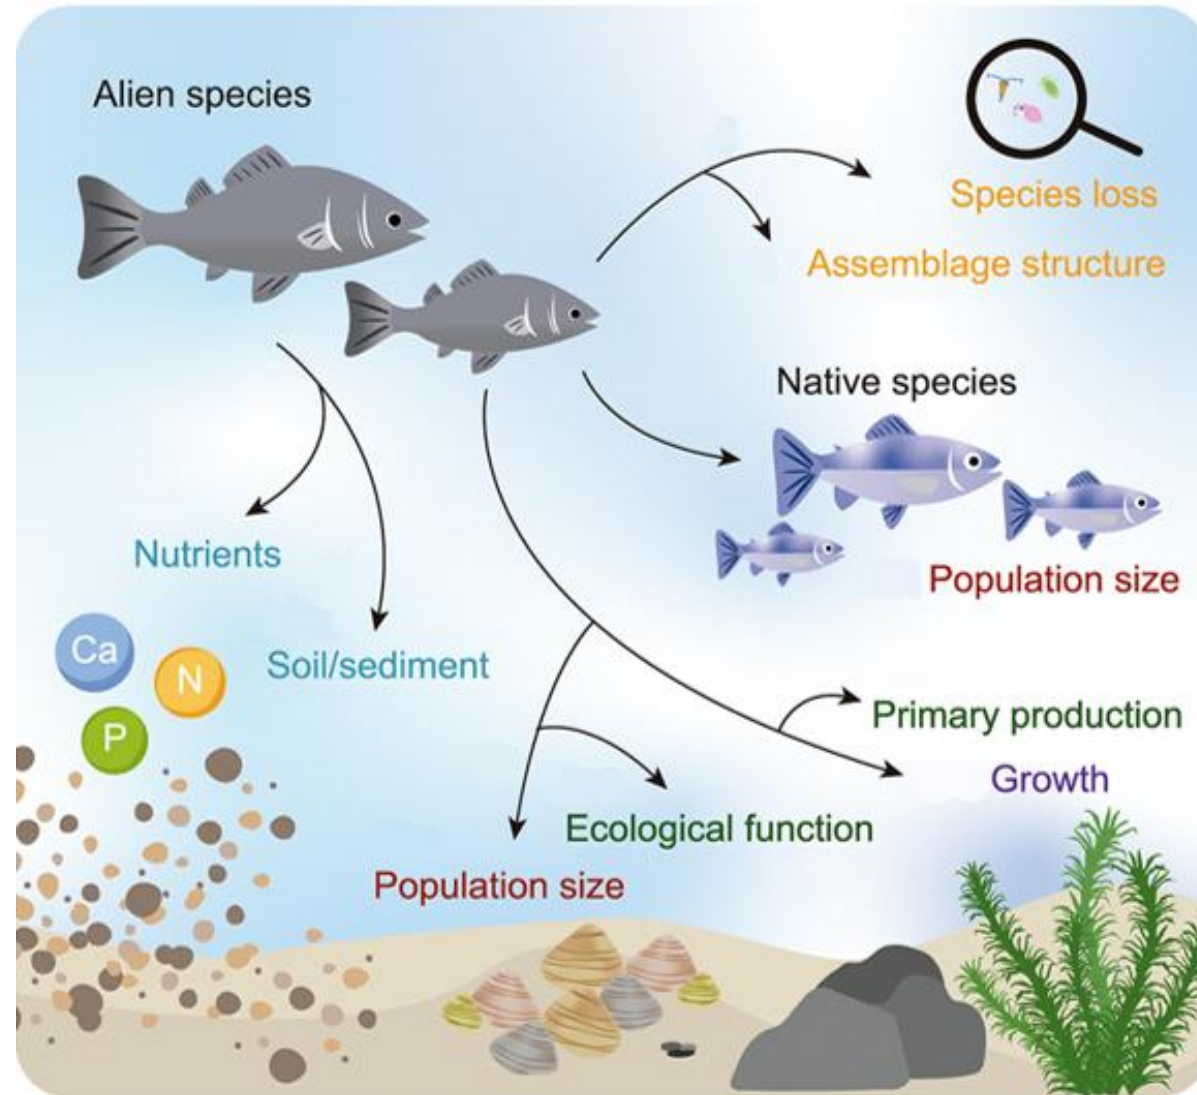 Alien species
Species loss
Assemblage structure
Native species
Population size
Nutrients
Soil/sediment
Ca
N
P
Primary production
Growth
Ecological function
Population size